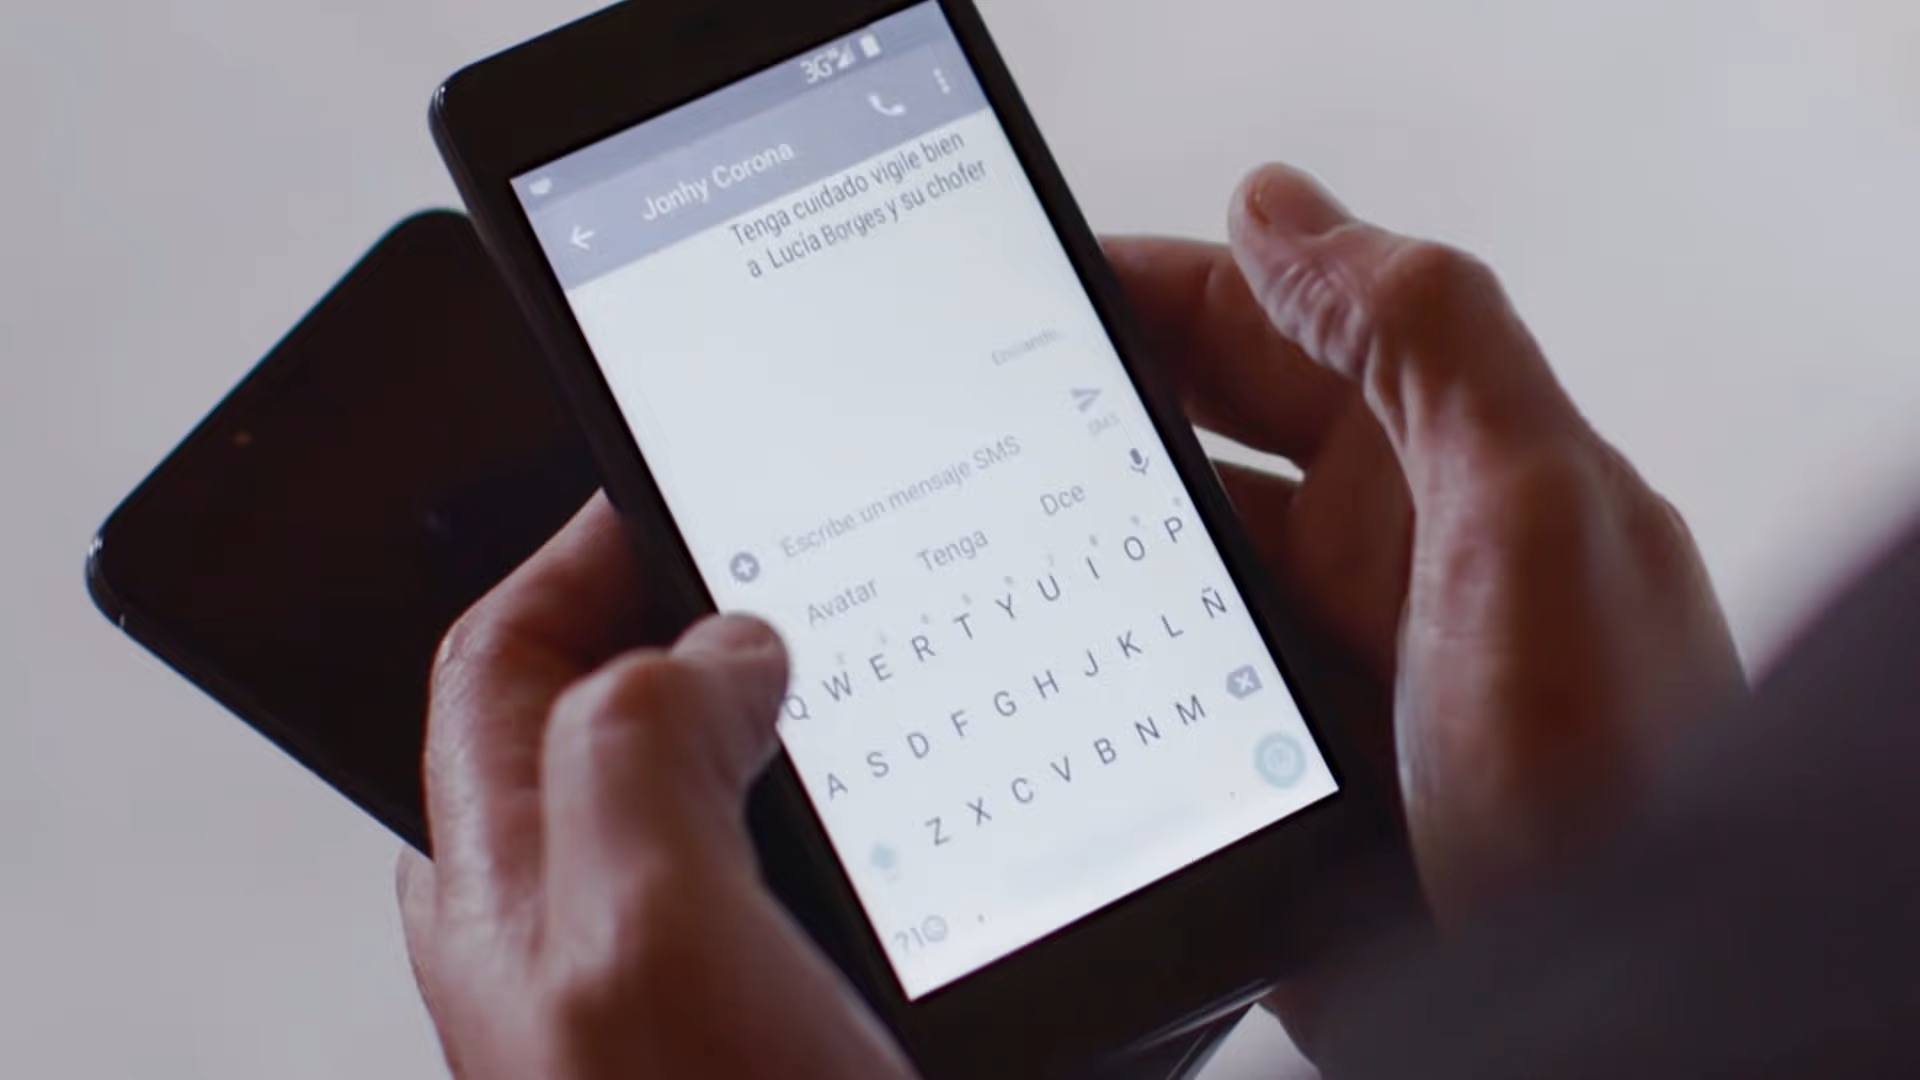 3G
Jonhy Corona
Tenga cuidado vigile bien
a Lucía Borges y su chofer
Enviando...
SMS
Escribe un mensaje SMS
Avatar Tenga Dce
Q W E R T Y U I O P
A S D F G H J K L Ñ
Z X C V B N M
,
.